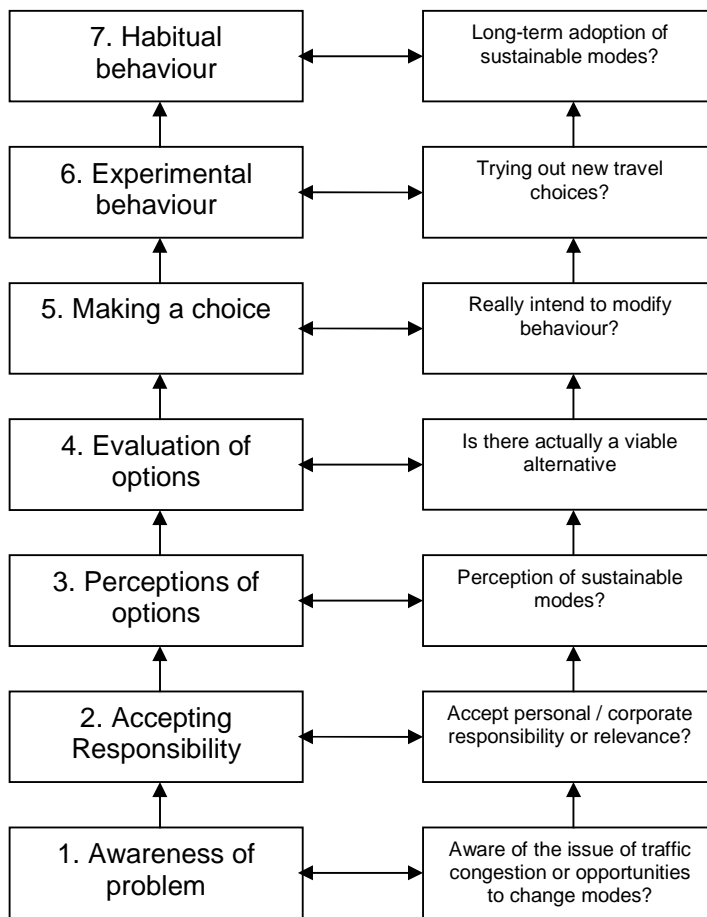 7. Habitual
behaviour
Long-term adoption of
sustainable modes?
6. Experimental
behaviour
Trying out new travel
choices?
5. Making a choice
Really intend to modify
behaviour?
4. Evaluation of
options
Is there actually a viable
alternative
3. Perceptions of
options
Perception of sustainable
modes?
2. Accepting
Responsibility
Accept personal / corporate
responsibility or relevance?
1. Awareness of
problem
Aware of the issue of traffic
congestion or opportunities
to change modes?